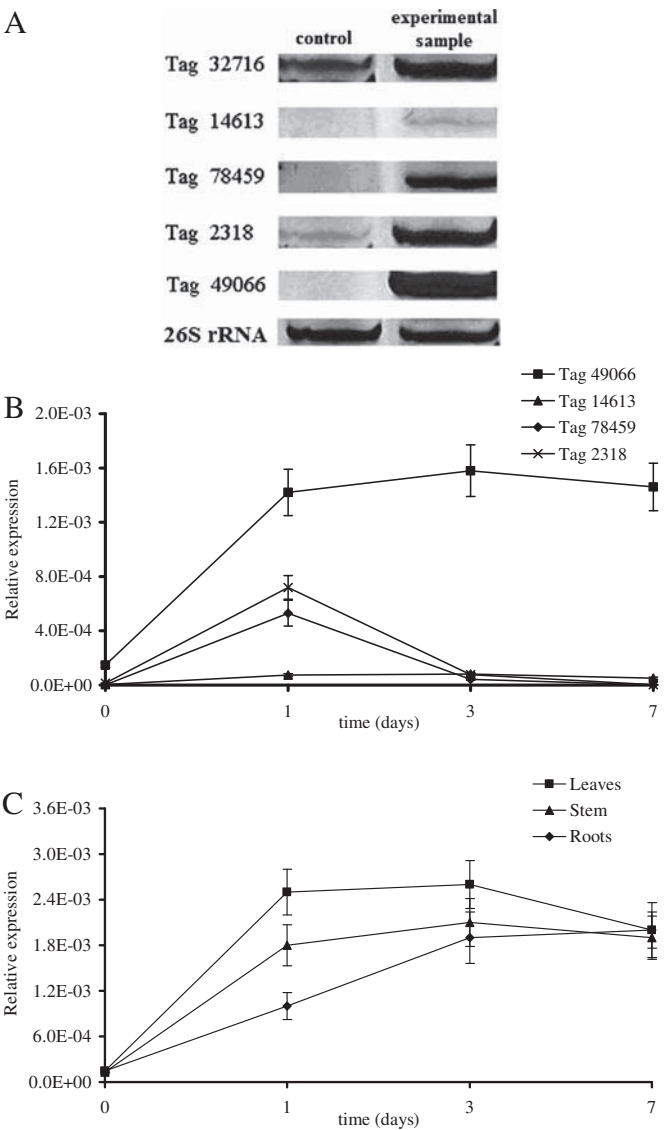 A
control
experimental
sample
Tag 32716
Tag 14613
Tag 78459
Tag 2318
Tag 49066
26S rRNA
B
Tag 49066
Tag 14613
Tag 78459
Tag 2318
2.0E-03
1.6E-03
1.2E-03
8.0E-04
4.0E-04
0.0E+00
Relative expression
0 1 3 7
time (days)
C
Leaves
Stem
Roots
3.6E-03
3.0E-03
2.4E-03
1.8E-03
1.2E-03
6.0E-04
0.0E+00
Relative expression
0 1 3 7
time (days)